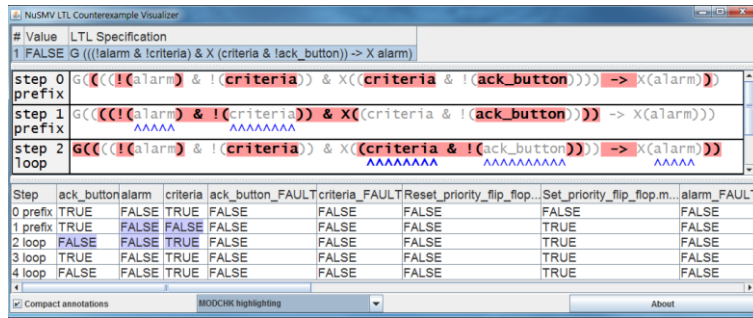 NuSMV LTL Counterexample Visualizer
# Value LTL Specification
1 FALSE G (((!alarm & !criteria) & X (criteria & !ack_button)) -> X alarm)
step 0 G((((!(alarm) & !(criteria)) & X((criteria & !(ack_button)))) -> X(alarm)))
prefix
step 1 G((((!(alarm) & !(criteria)) & X((criteria & !(ack_button)))) -> X(alarm)))
prefix ^^^^^ ^^^^^^^^
step 2 G((((!(alarm) & !(criteria)) & X((criteria & !(ack_button)))) -> X(alarm)))
loop ^^^^^^^^ ^^^^^^^^^^ ^^^^^
Step ack_button alarm criteria ack_button_FAULT criteria_FAULT Reset_priority_flip_flop... Set_priority_flip_flop.m... alarm_FAULT
0 prefix TRUE FALSE TRUE FALSE FALSE FALSE FALSE FALSE
1 prefix TRUE FALSE FALSE FALSE FALSE FALSE TRUE FALSE
2 loop FALSE FALSE TRUE FALSE FALSE FALSE TRUE FALSE
3 loop TRUE FALSE TRUE FALSE FALSE FALSE TRUE FALSE
4 loop FALSE FALSE TRUE FALSE FALSE FALSE TRUE FALSE
Compact annotations MODCHK highlighting About